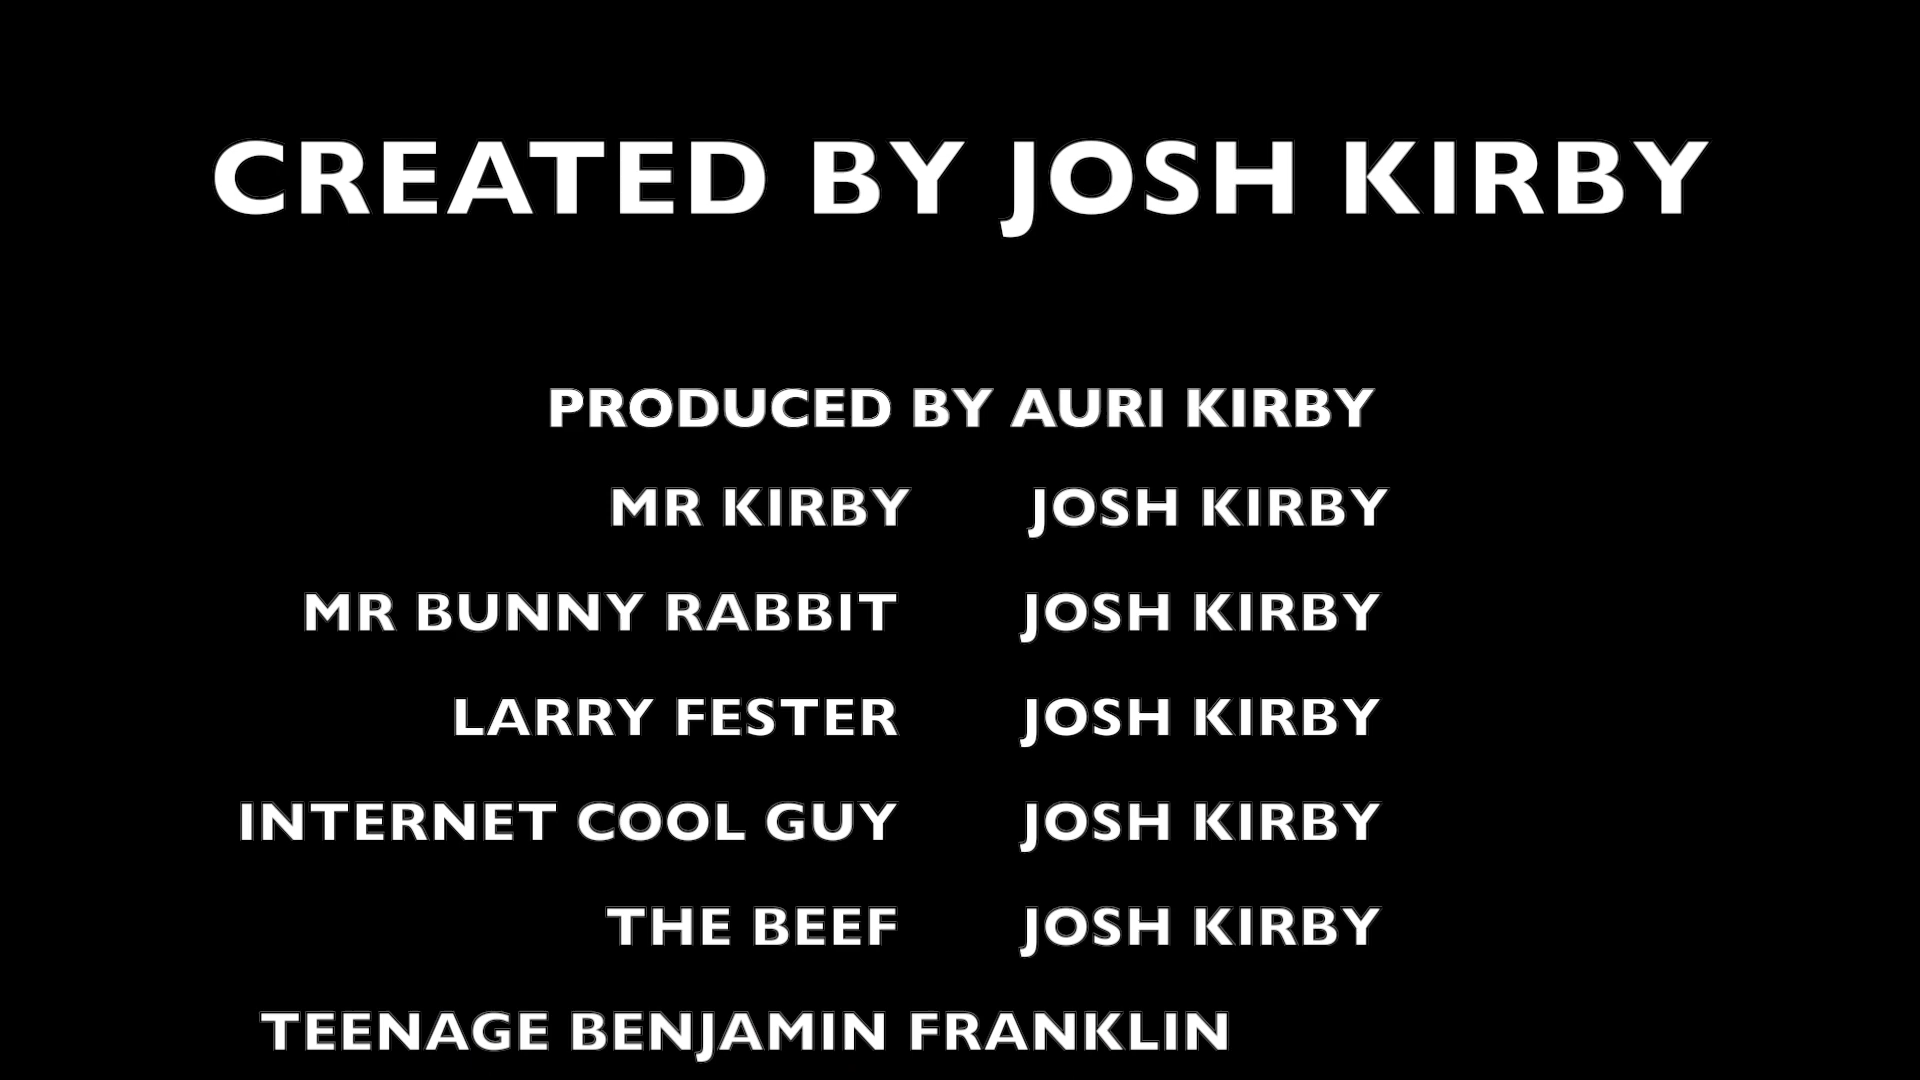 CREATED BY JOSH KIRBY
PRODUCED BY AURI KIRBY
MR KIRBY JOSH KIRBY
MR BUNNY RABBIT JOSH KIRBY
LARRY FESTER JOSH KIRBY
INTERNET COOL GUY JOSH KIRBY
THE BEEF JOSH KIRBY
TEENAGE BENJAMIN FRANKLIN